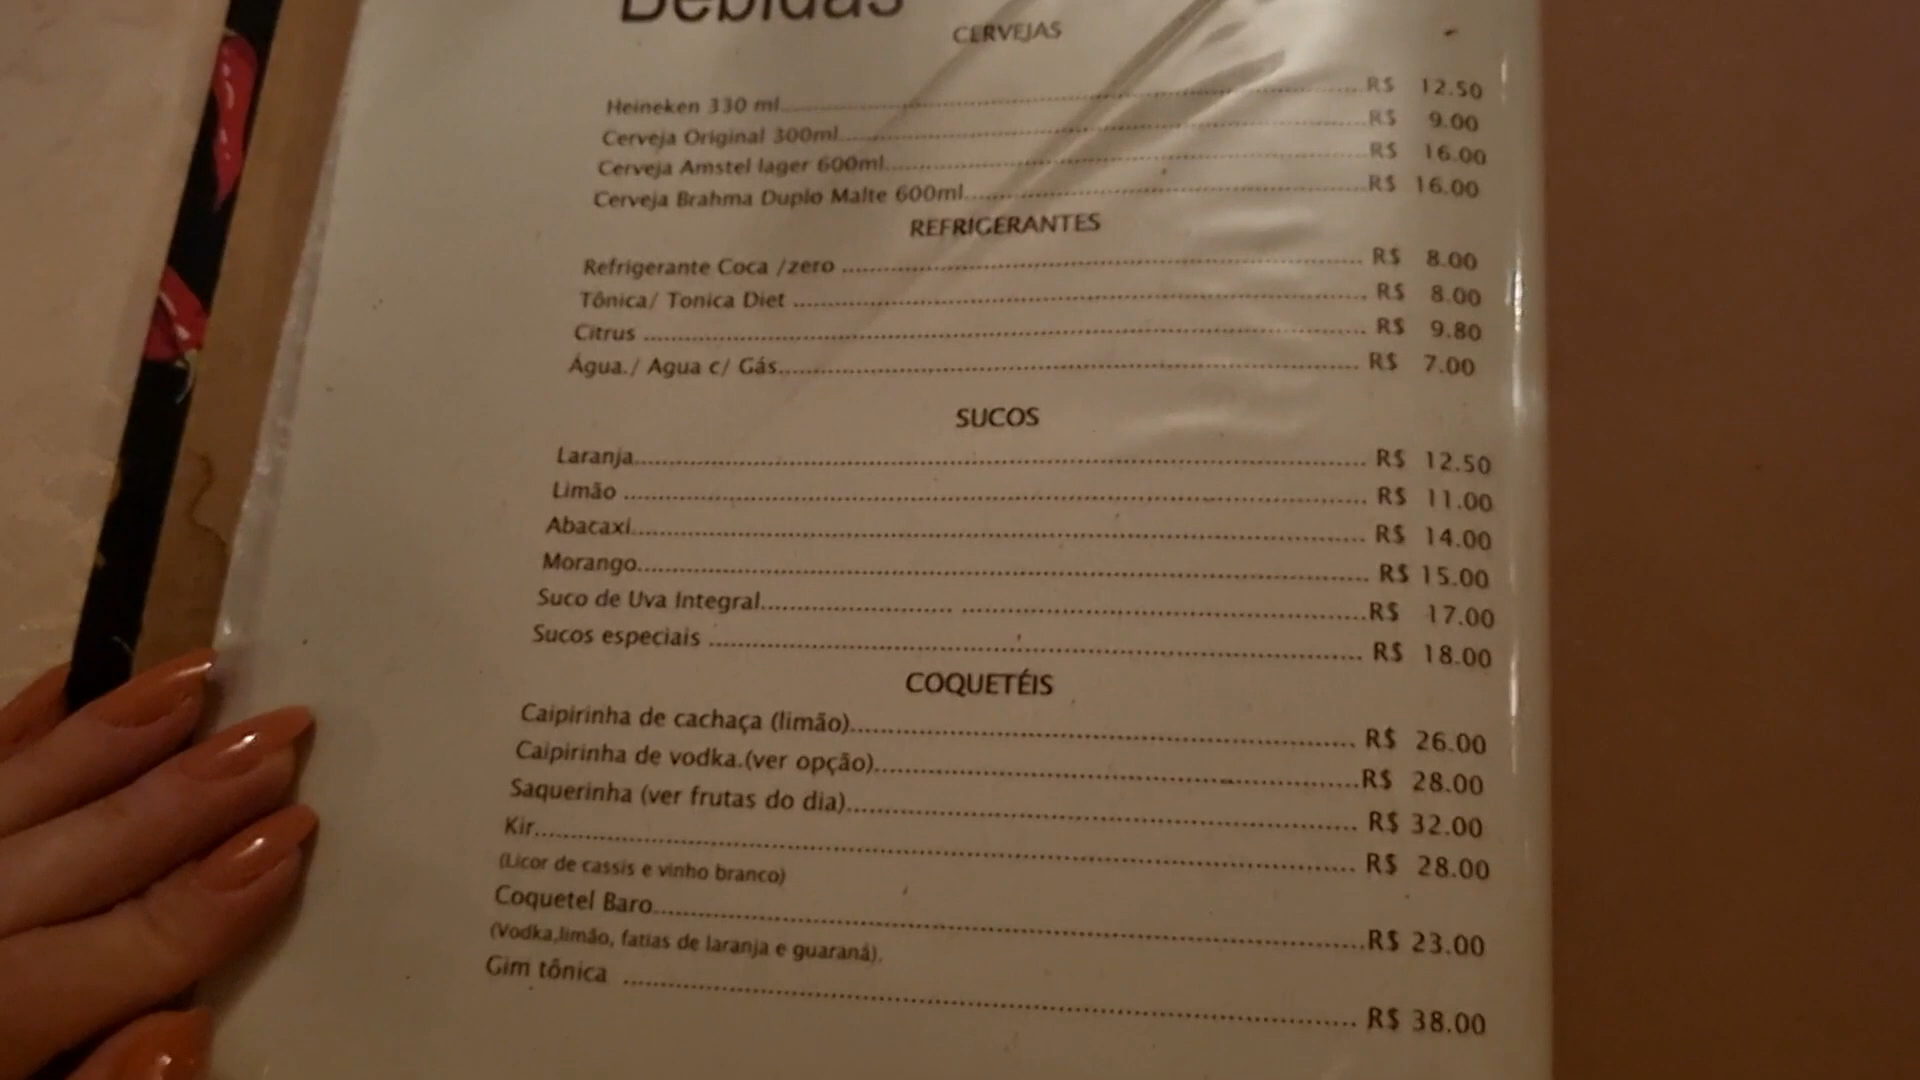 Bebidas
CERVEJAS
Heineken 330 ml..........R$ 12.50
Cerveja Original 300ml..........R$ 9.00
Cerveja Amstel lager 600ml..........R$ 16.00
Cerveja Brahma Duplo Malte 600ml..........R$ 16.00
REFRIGERANTES
Refrigerante Coca /zero ..........R$ 8.00
Tônica/ Tonica Diet ..........R$ 8.00
Citrus ..........R$ 9.80
Água./ Agua c/ Gás..........R$ 7.00
SUCOS
Laranja..........R$ 12.50
Limão ..........R$ 11.00
Abacaxi..........R$ 14.00
Morango..........R$ 15.00
Suco de Uva Integral..........R$ 17.00
Sucos especiais ..........R$ 18.00
COQUETÉIS
Caipirinha de cachaça (limão)..........R$ 26.00
Caipirinha de vodka.(ver opção)..........R$ 28.00
Saquerinha (ver frutas do dia)..........R$ 32.00
Kir..........R$ 28.00
(Licor de cassis e vinho branco)
Coquetel Baro..........R$ 23.00
(Vodka,limão, fatias de laranja e guaraná).
Gim tônica ..........R$ 38.00